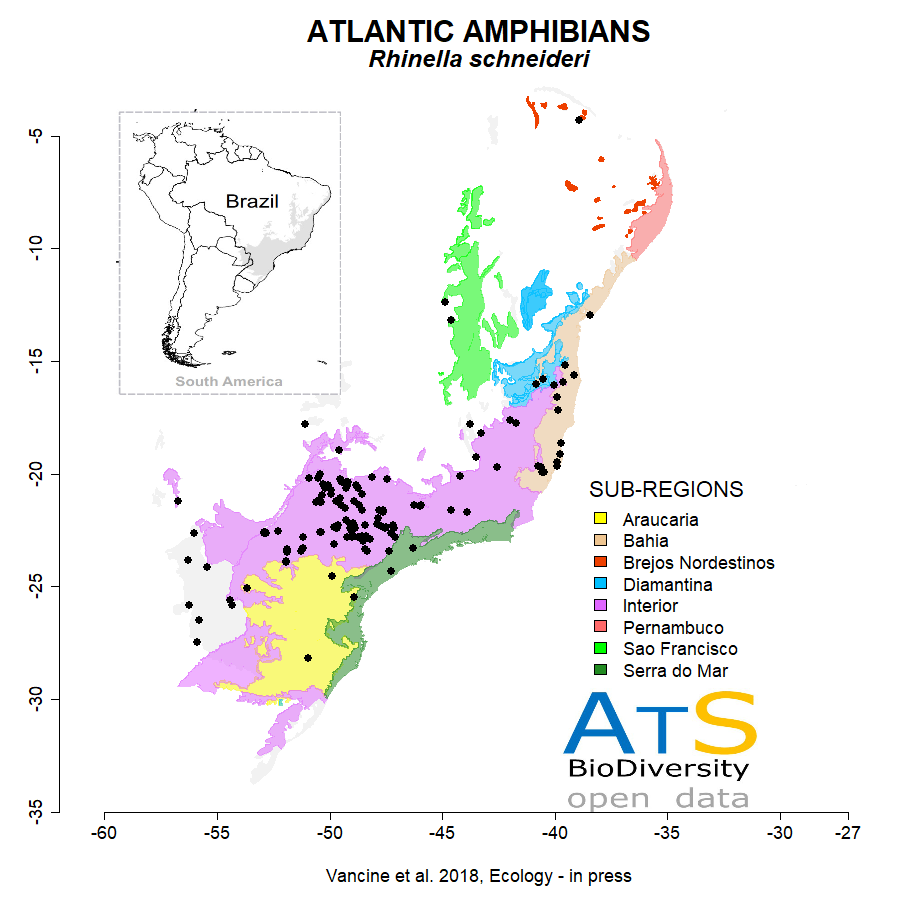 ATLANTIC AMPHIBIANS
Rhinella schneideri
Brazil
South America
-5
-10
-15
-20
-25
-30
-35
SUB-REGIONS
Araucaria
Bahia
Brejos Nordestinos
Diamantina
Interior
Pernambuco
Sao Francisco
Serra do Mar
ATS
BioDiversity
open data
-60 -55 -50 -45 -40 -35 -30 -27
Vancine et al. 2018, Ecology - in press